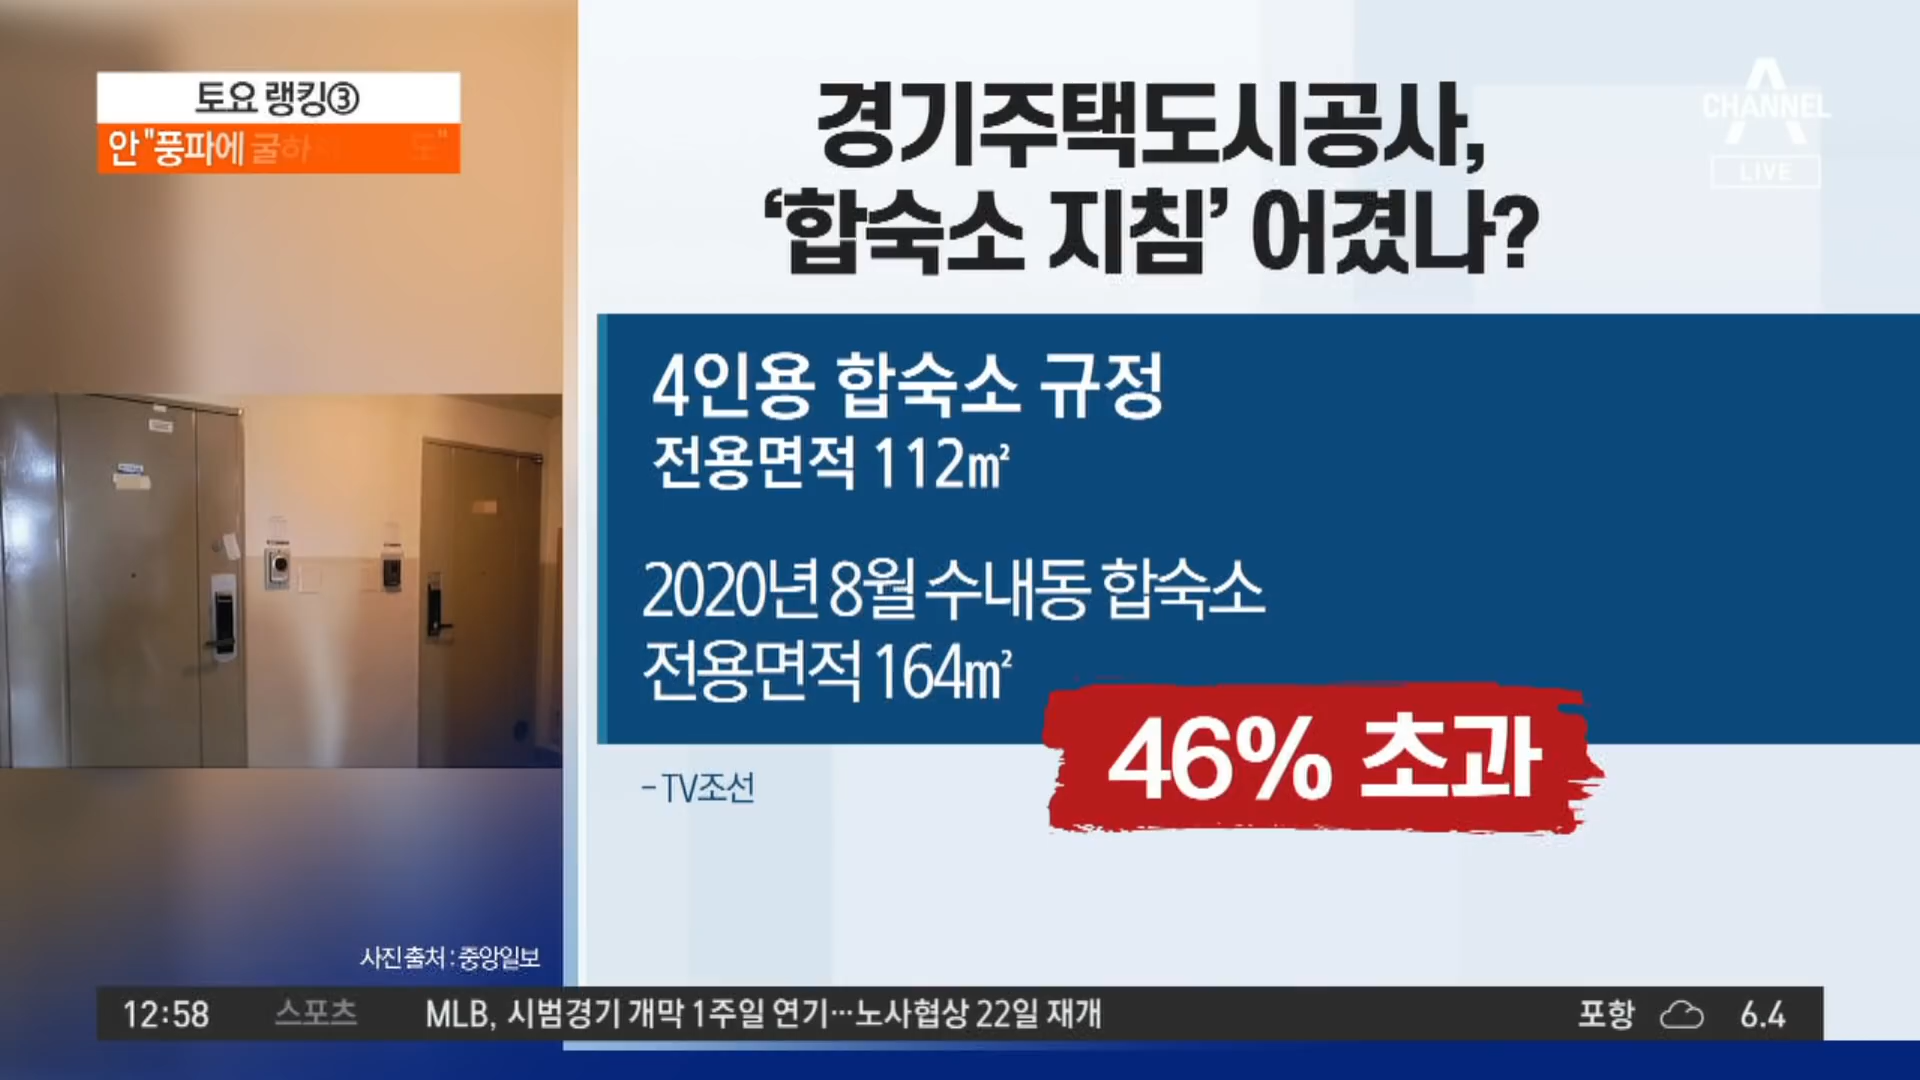 토요 랭킹③
안 "풍파에 굴하
경기주택도시공사,
‘합숙소 지침’ 어겼나?
CHANNEL A
LIVE
4인용 합숙소 규정
전용면적 112㎡
2020년 8월 수내동 합숙소
전용면적 164㎡
46% 초과
- TV조선
사진 출처 : 중앙일보
12:58 스포츠 MLB, 시범경기 개막 1주일 연기…노사협상 22일 재개 포항 6.4